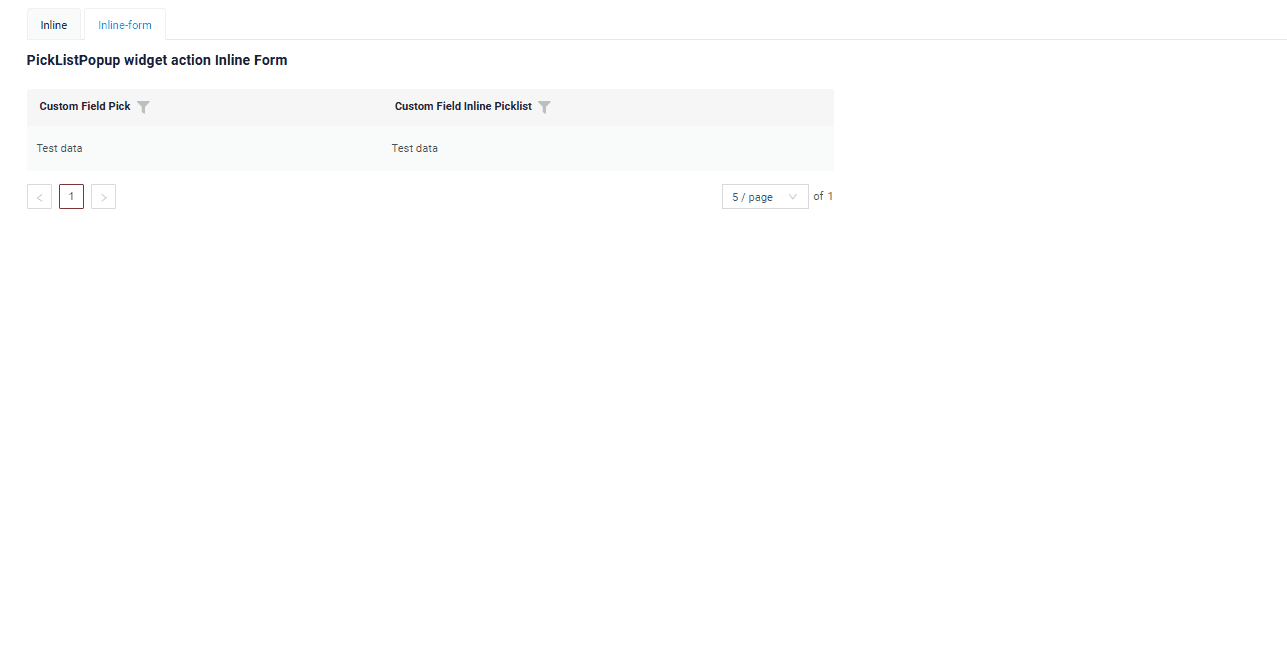 Inline Inline-form
PickListPopup widget action Inline Form
Custom Field Pick Custom Field Inline Picklist
Test data Test data
< 1 > 5 / page of 1